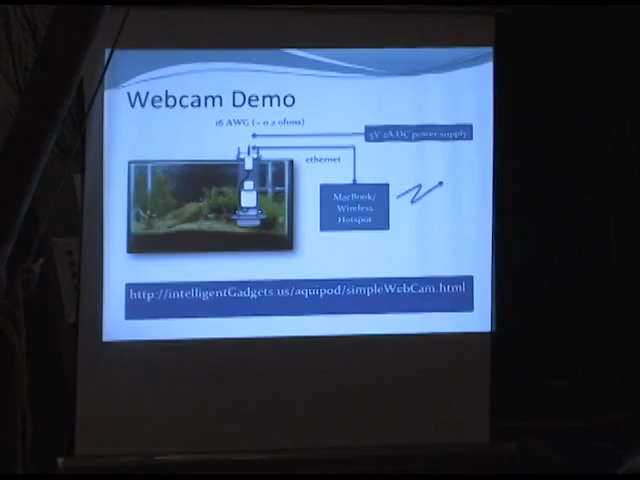 Webcam Demo
16 AWG (~ 0.2 ohms)
5V 2A DC power supply
ethernet
MacBook/
Wireless
Hotspot
http://intelligentGadgets.us/aquipod/simpleWebCam.html